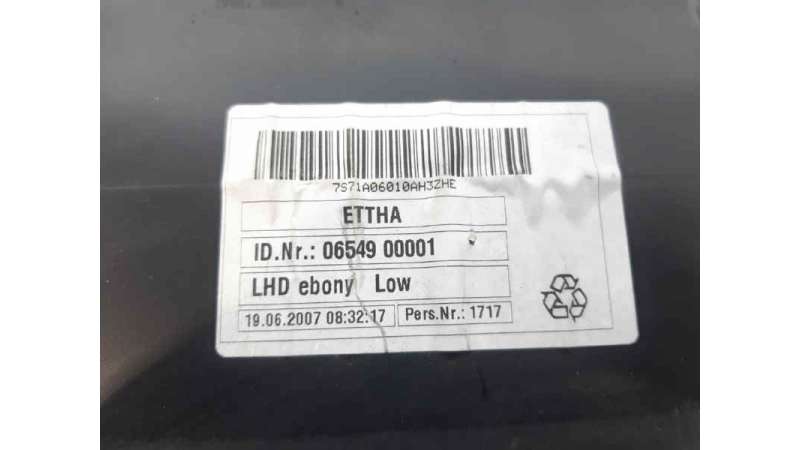 7S71A06010AH3ZHE
ETTHA
ID.Nr.: 06549 00001
LHD ebony Low
19.06.2007 08:32:17 Pers.Nr.: 1717